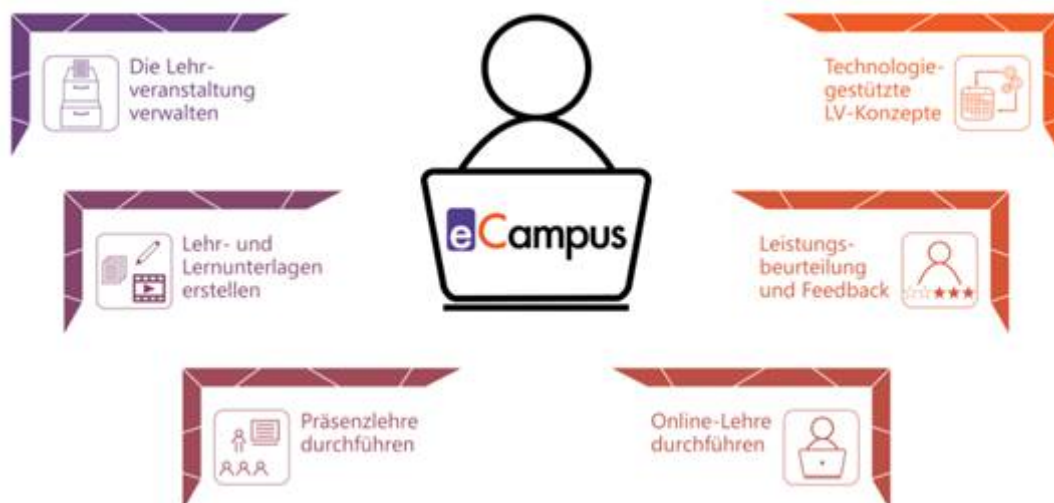 Die Lehr-
veranstaltung
verwalten
Technologie-
gestützte
LV-Konzepte
eCampus
Lehr- und
Lernunterlagen
erstellen
Leistungs-
beurteilung
und Feedback
Präsenzlehre
durchführen
Online-Lehre
durchführen